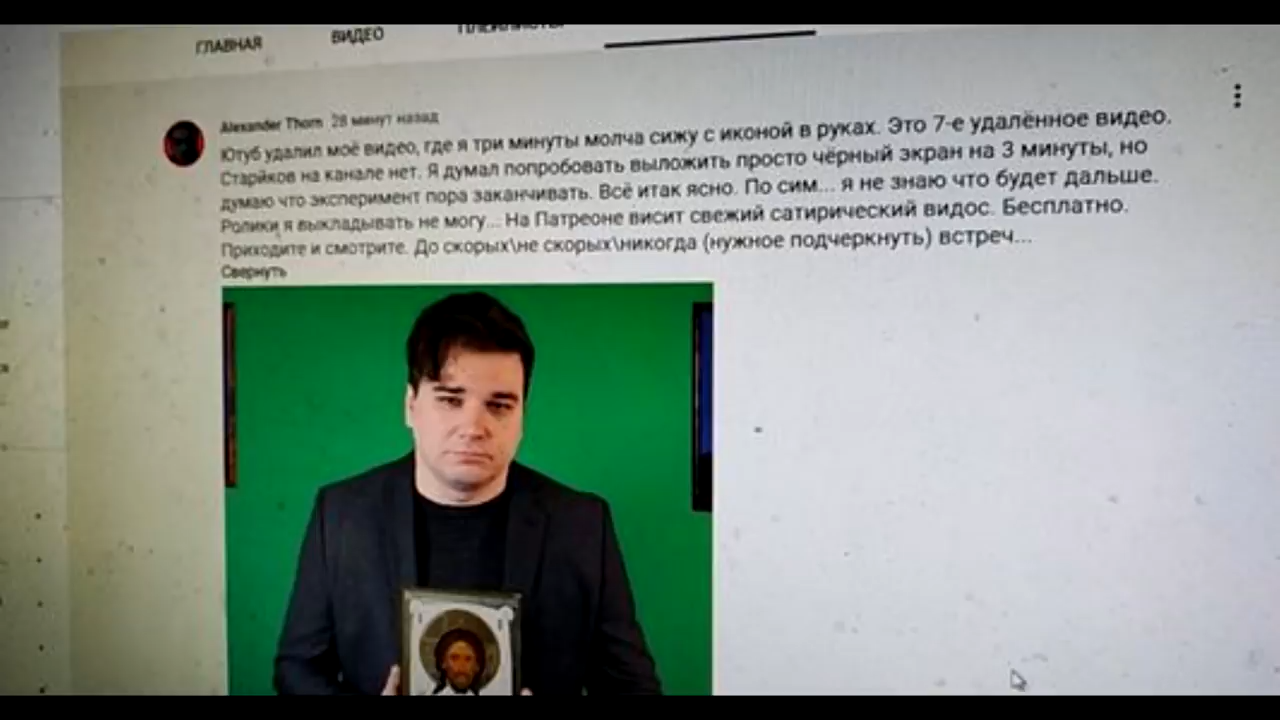 ГЛАВНАЯ ВИДЕО ПЛЕЙЛИСТЫ
Alexander Thorn 28 минут назад
Ютуб удалил моё видео, где я три минуты молча сижу с иконой в руках. Это 7-е удалённое видео.
Старйков на канале нет. Я думал попробовать выложить просто чёрный экран на 3 минуты, но
думаю что эксперимент пора заканчивать. Всё итак ясно. По сим... я не знаю что будет дальше.
Ролики я выкладывать не могу... На Патреоне висит свежий сатирический видос. Бесплатно.
Приходите и смотрите. До скорых\не скорых\никогда (нужное подчеркнуть) встреч...
Свернуть